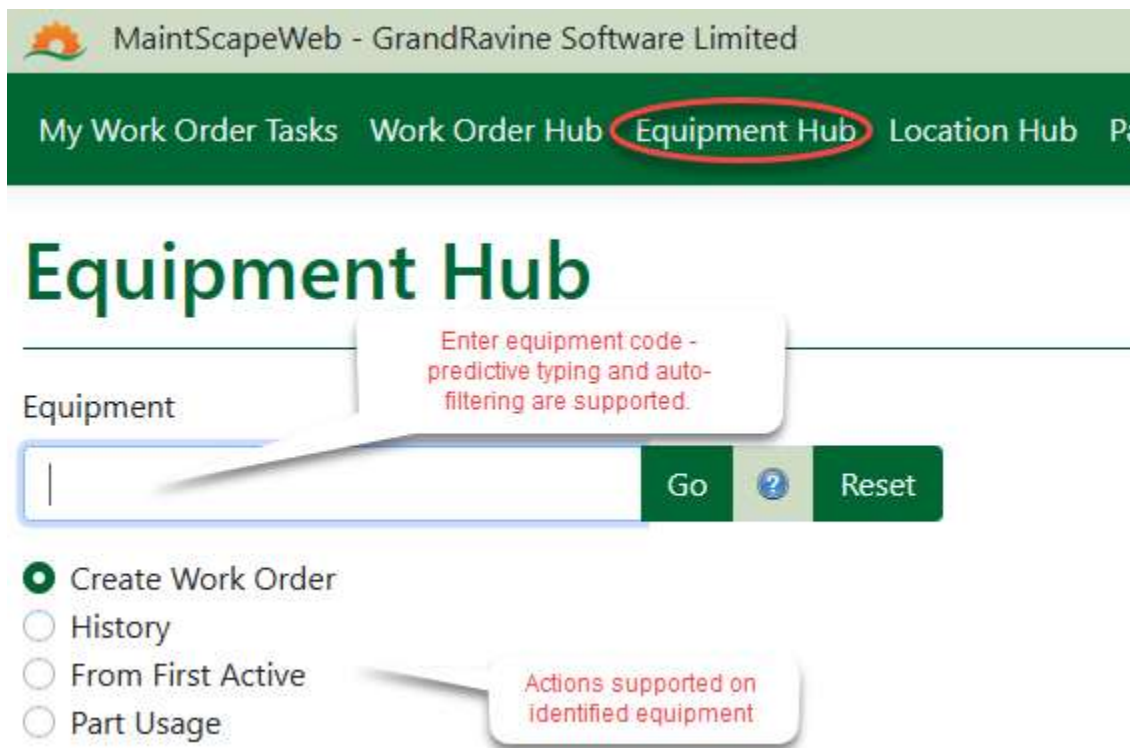 MaintScapeWeb - GrandRavine Software Limited
My Work Order Tasks Work Order Hub Equipment Hub Location Hub Pa
Equipment Hub
Enter equipment code -
predictive typing and auto-
filtering are supported.
Equipment
Go ? Reset
Create Work Order
History
From First Active
Part Usage
Actions supported on
identified equipment